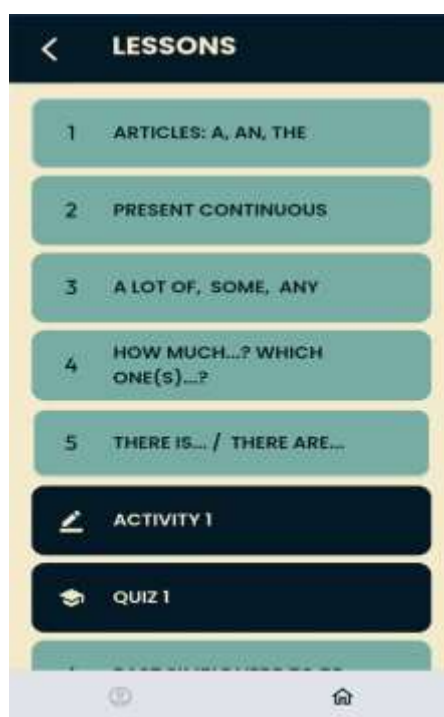 LESSONS
1 ARTICLES: A, AN, THE
2 PRESENT CONTINUOUS
3 A LOT OF, SOME, ANY
4 HOW MUCH...? WHICH
ONE(S)...?
5 THERE IS... / THERE ARE...
ACTIVITY 1
QUIZ 1